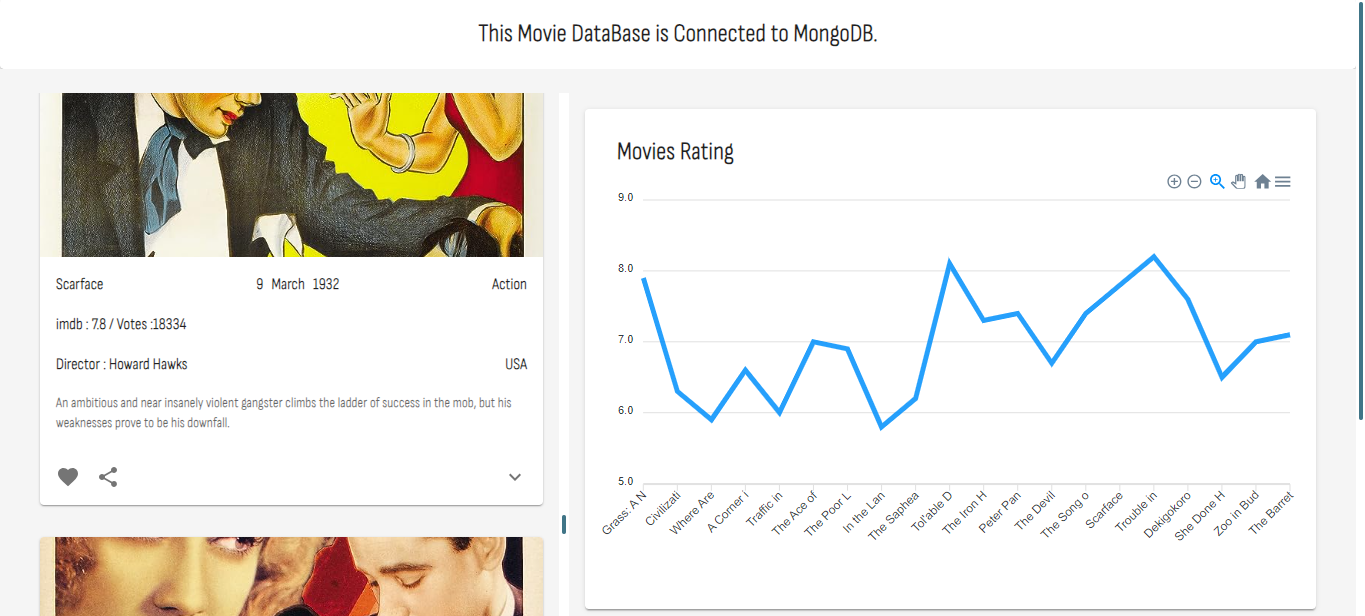 This Movie DataBase is Connected to MongoDB.
Scarface 9 March 1932 Action
imdb : 7.8 / Votes :18334
Director : Howard Hawks USA
An ambitious and near insanely violent gangster climbs the ladder of success in the mob, but his
weaknesses prove to be his downfall.
Movies Rating
9.0
8.0
7.0
6.0
5.0
Grass: A N
Civilizati
Where Are
A Corner i
Traffic in
The Ace of
The Poor L
In the Lan
The Saphea
Tol'able D
The Iron H
Peter Pan
The Devil
The Song o
Scarface
Trouble in
Dekigokoro
She Done H
Zoo in Bud
The Barret